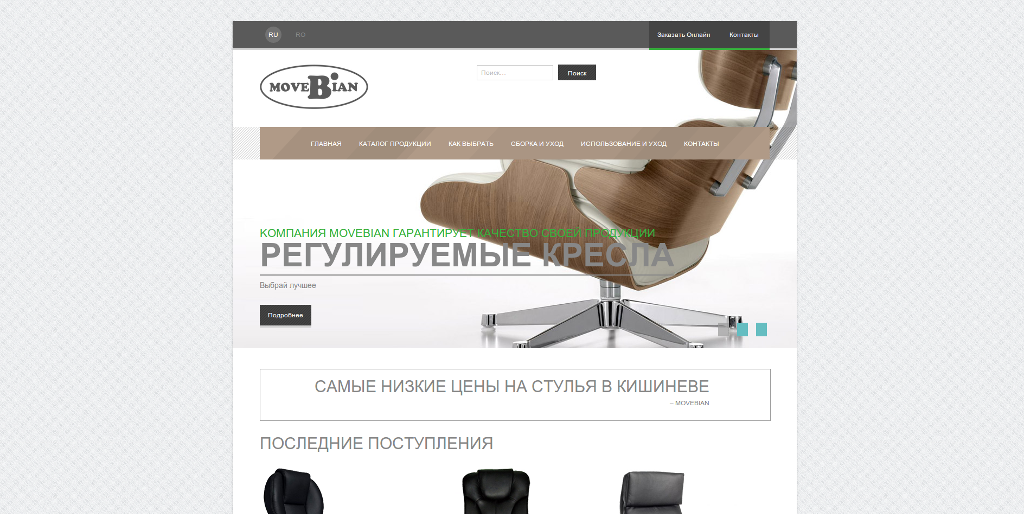 RU RO Заказать Онлайн Контакты
MOVEBIAN
Поиск... Поиск
ГЛАВНАЯ КАТАЛОГ ПРОДУКЦИИ КАК ВЫБРАТЬ СБОРКА И УХОД ИСПОЛЬЗОВАНИЕ И УХОД КОНТАКТЫ
КОМПАНИЯ MOVEBIAN ГАРАНТИРУЕТ КАЧЕСТВО СВОЕЙ ПРОДУКЦИИ
РЕГУЛИРУЕМЫЕ КРЕСЛА
Выбрай лучшее
Подробнее
САМЫЕ НИЗКИЕ ЦЕНЫ НА СТУЛЬЯ В КИШИНЕВЕ
– MOVEBIAN
ПОСЛЕДНИЕ ПОСТУПЛЕНИЯ